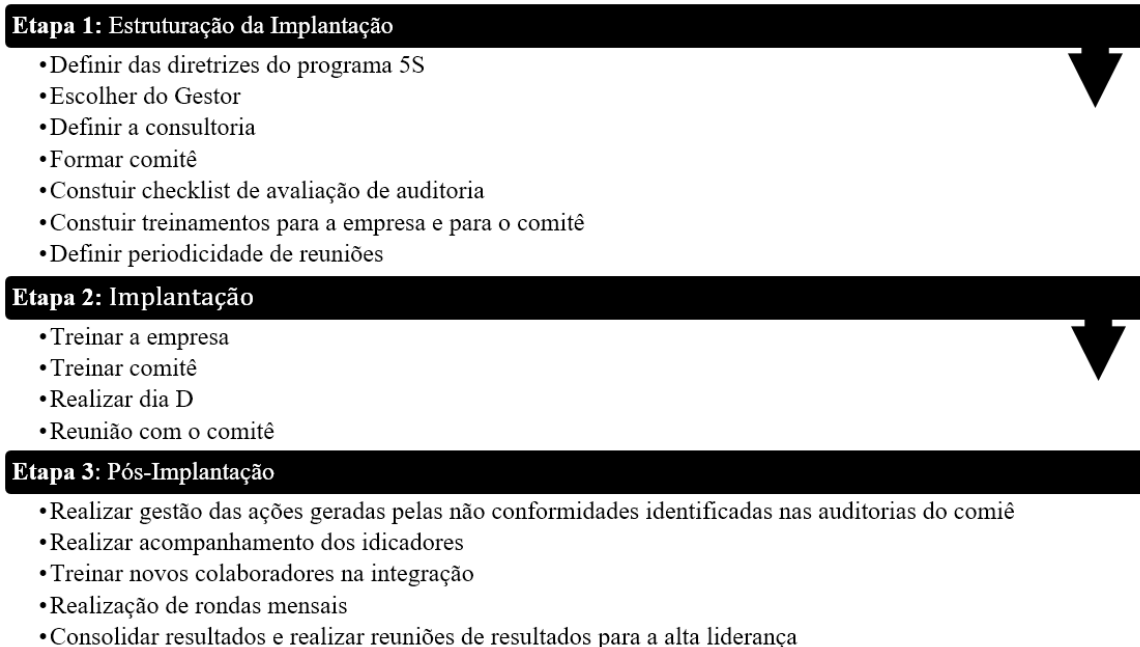 Etapa 1: Estruturação da Implantação
•Definir das diretrizes do programa 5S
•Escolher do Gestor
•Definir a consultoria
•Formar comitê
•Constuir checklist de avaliação de auditoria
•Constuir treinamentos para a empresa e para o comitê
•Definir periodicidade de reuniões
Etapa 2: Implantação
•Treinar a empresa
•Treinar comitê
•Realizar dia D
•Reunião com o comitê
Etapa 3: Pós-Implantação
•Realizar gestão das ações geradas pelas não conformidades identificadas nas auditorias do comiê
•Realizar acompanhamento dos idicadores
•Treinar novos colaboradores na integração
•Realização de rondas mensais
•Consolidar resultados e realizar reuniões de resultados para a alta liderança